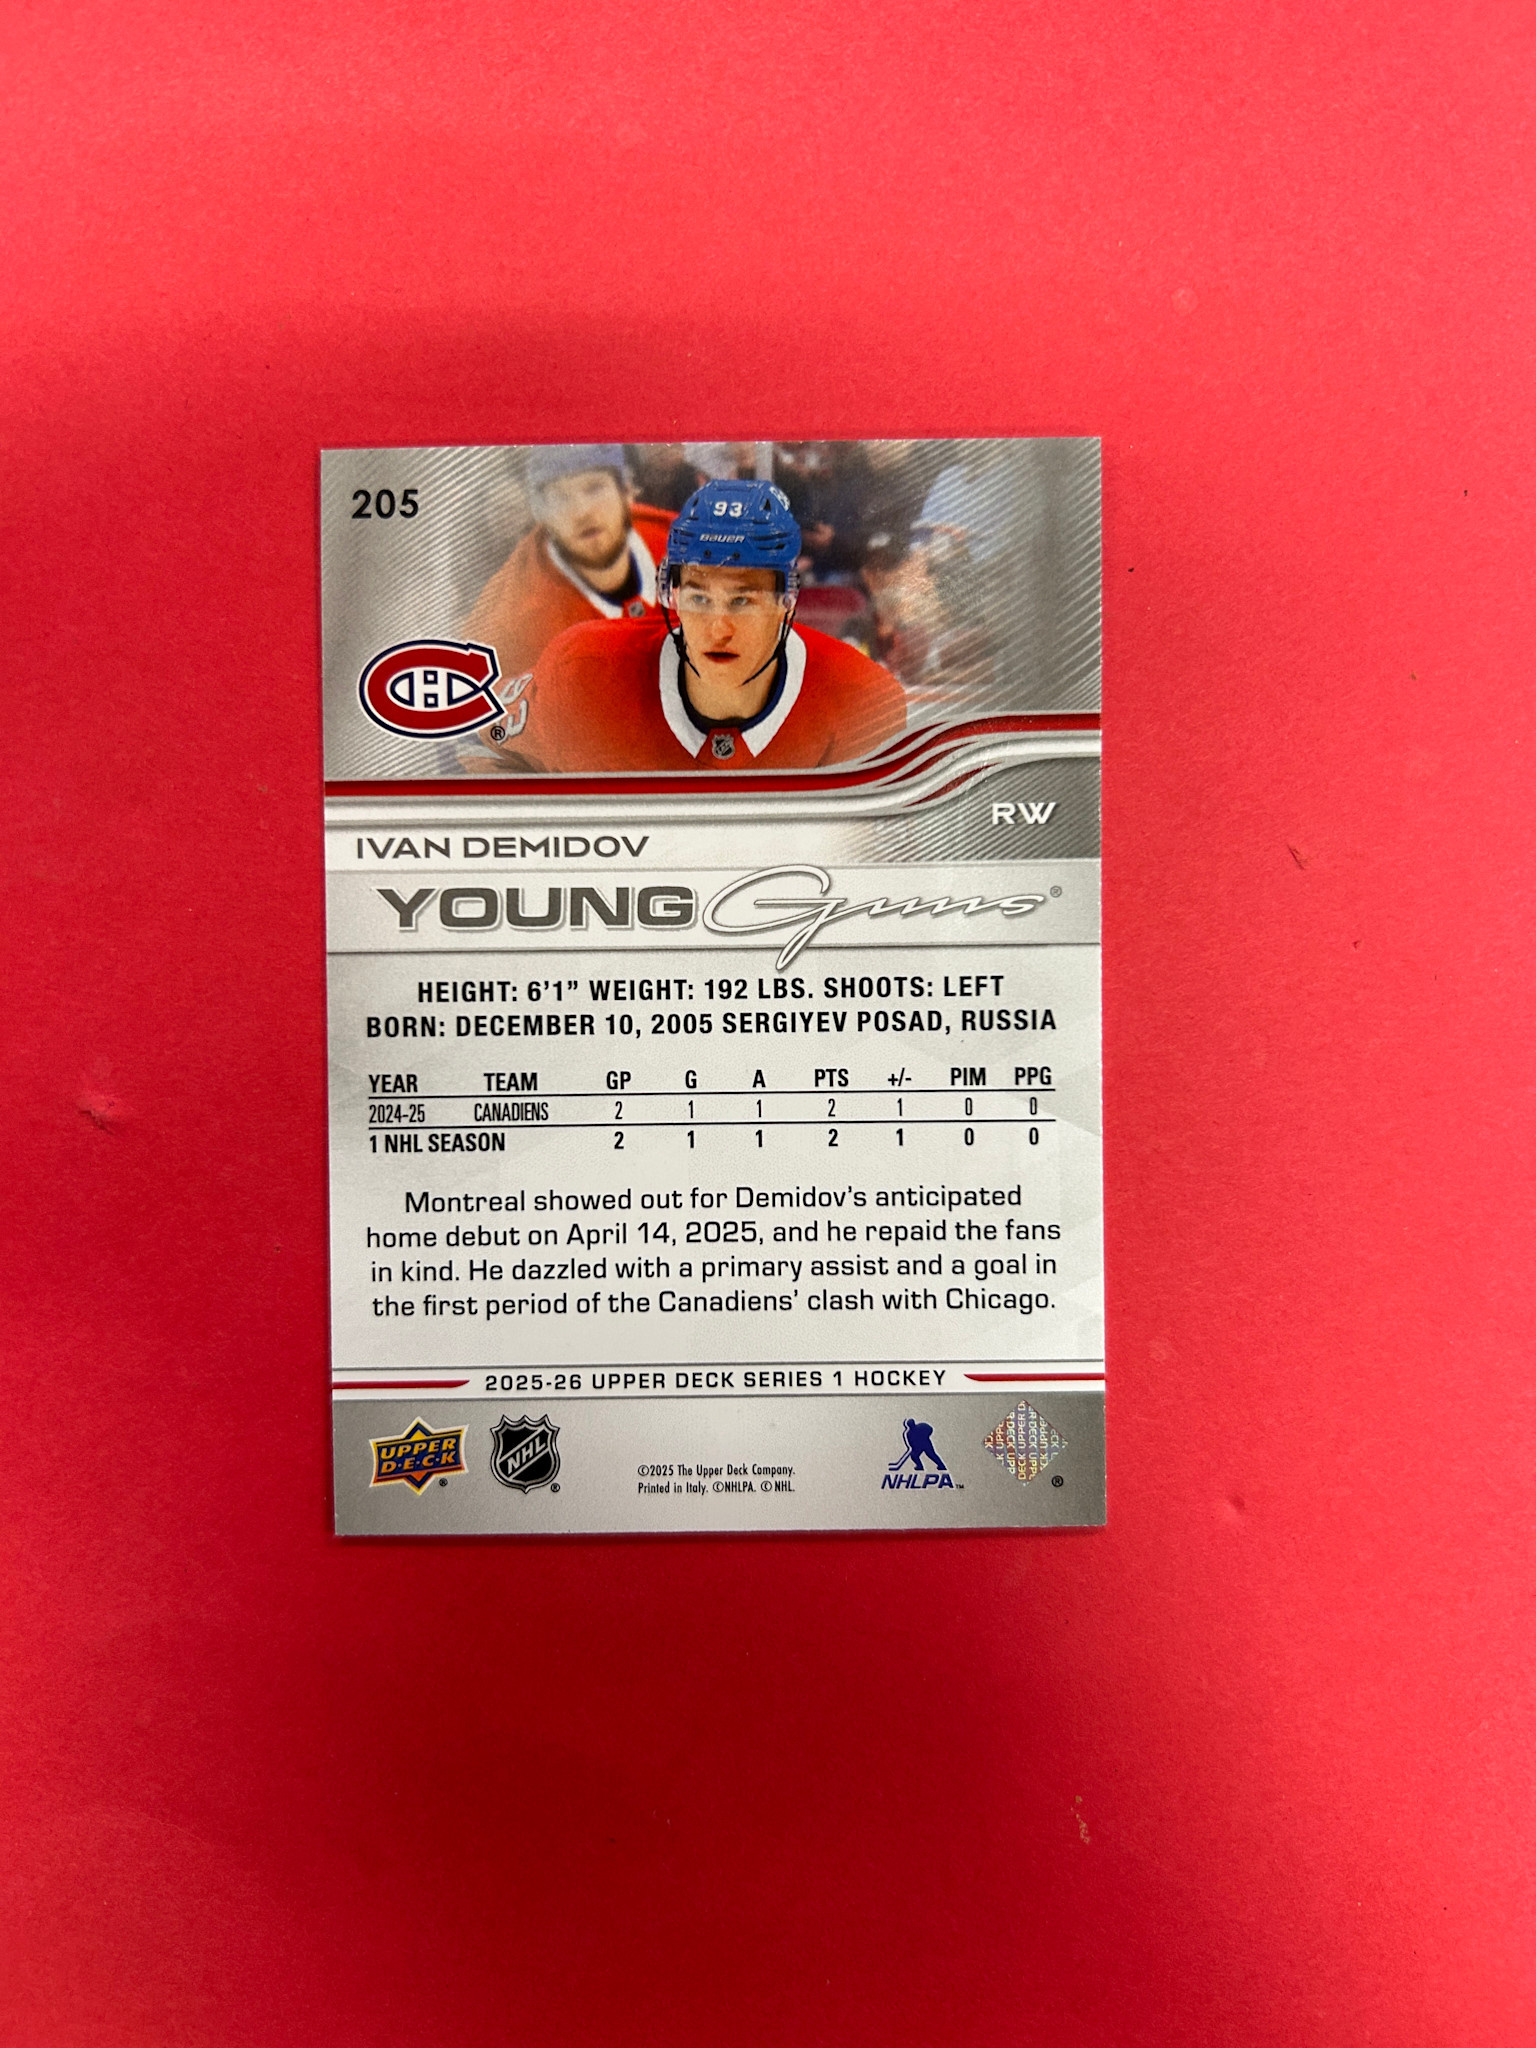 205
93
BAUER
RW
IVAN DEMIDOV
YOUNG Guns®
HEIGHT: 6'1" WEIGHT: 192 LBS. SHOOTS: LEFT
BORN: DECEMBER 10, 2005 SERGIYEV POSAD, RUSSIA
YEAR TEAM GP G A PTS +/- PIM PPG
2024-25 CANADIENS 2 1 1 2 1 0 0
1 NHL SEASON 2 1 1 2 1 0 0
Montreal showed out for Demidov's anticipated
home debut on April 14, 2025, and he repaid the fans
in kind. He dazzled with a primary assist and a goal in
the first period of the Canadiens' clash with Chicago.
2025-26 UPPER DECK SERIES 1 HOCKEY
UPPER
D·E·C·K ®
NHL ®
©2025 The Upper Deck Company.
Printed in Italy. ©NHLPA. © NHL.
NHLPA™
UPPER DECK ®